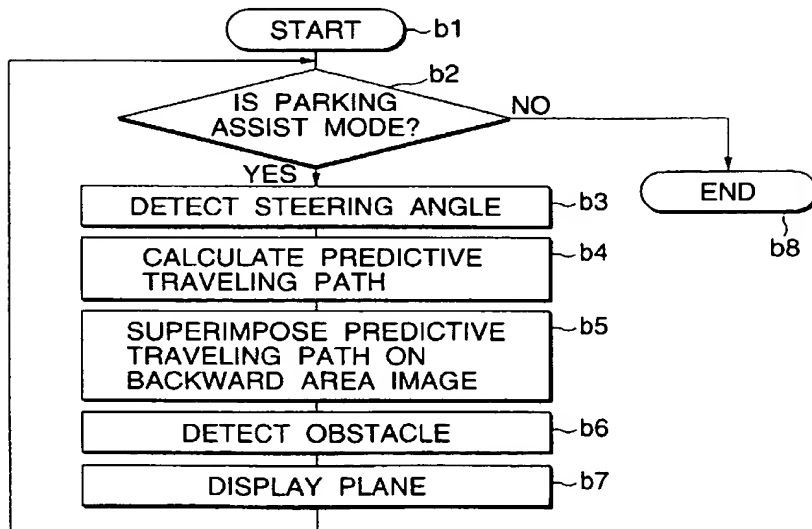 START
b1
b2
IS PARKING
ASSIST MODE?
NO
YES
END
b8
DETECT STEERING ANGLE
b3
CALCULATE PREDICTIVE
TRAVELING PATH
b4
SUPERIMPOSE PREDICTIVE
TRAVELING PATH ON
BACKWARD AREA IMAGE
b5
DETECT OBSTACLE
b6
DISPLAY PLANE
b7